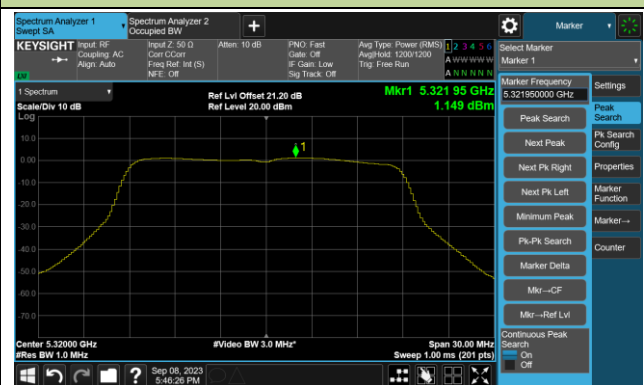 Spectrum Analyzer 1
Swept SA
Spectrum Analyzer 2
Occupied BW
Marker
KEYSIGHT
Input: RF
Coupling: AC
Align: Auto
Input Z: 50 Ω
Corr CCorr
Freq Ref: Int (S)
NFE: Off
Atten: 10 dB
PNO: Fast
Gate: Off
IF Gain: Low
Sig Track: Off
Avg Type: Power (RMS)
Avg|Hold: 1200/1200
Trig: Free Run
1 2 3 4 5 6
A W W W W W
A N N N N N
LXI
Select Marker
Marker 1
1 Spectrum
Scale/Div 10 dB
Log
Ref Lvl Offset 21.20 dB
Ref Level 20.00 dBm
Mkr1 5.321 95 GHz
1.149 dBm
10.0
0.00
-10.0
-20.0
-30.0
-40.0
-50.0
-60.0
-70.0
1
Center 5.32000 GHz
#Res BW 1.0 MHz
#Video BW 3.0 MHz*
Span 30.00 MHz
Sweep 1.00 ms (201 pts)
Marker Frequency
5.321950000 GHz
Peak Search
Next Peak
Next Pk Right
Next Pk Left
Minimum Peak
Pk-Pk Search
Marker Delta
Mkr→CF
Mkr→Ref Lvl
Continuous Peak
Search
On
Off
Settings
Peak
Search
Pk Search
Config
Properties
Marker
Function
Marker→
Counter
Sep 08, 2023
5:46:26 PM